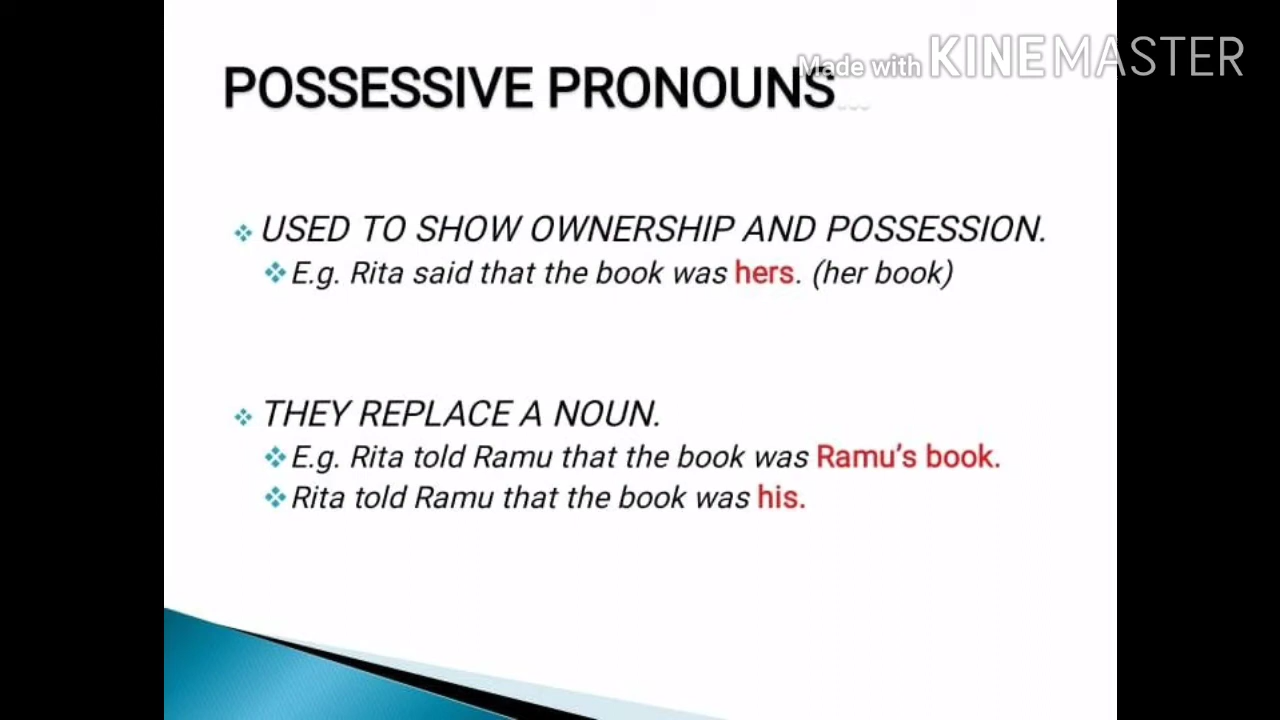 Made with KINEMASTER
POSSESSIVE PRONOUNS...
USED TO SHOW OWNERSHIP AND POSSESSION.
E.g. Rita said that the book was hers. (her book)
THEY REPLACE A NOUN.
E.g. Rita told Ramu that the book was Ramu’s book.
Rita told Ramu that the book was his.